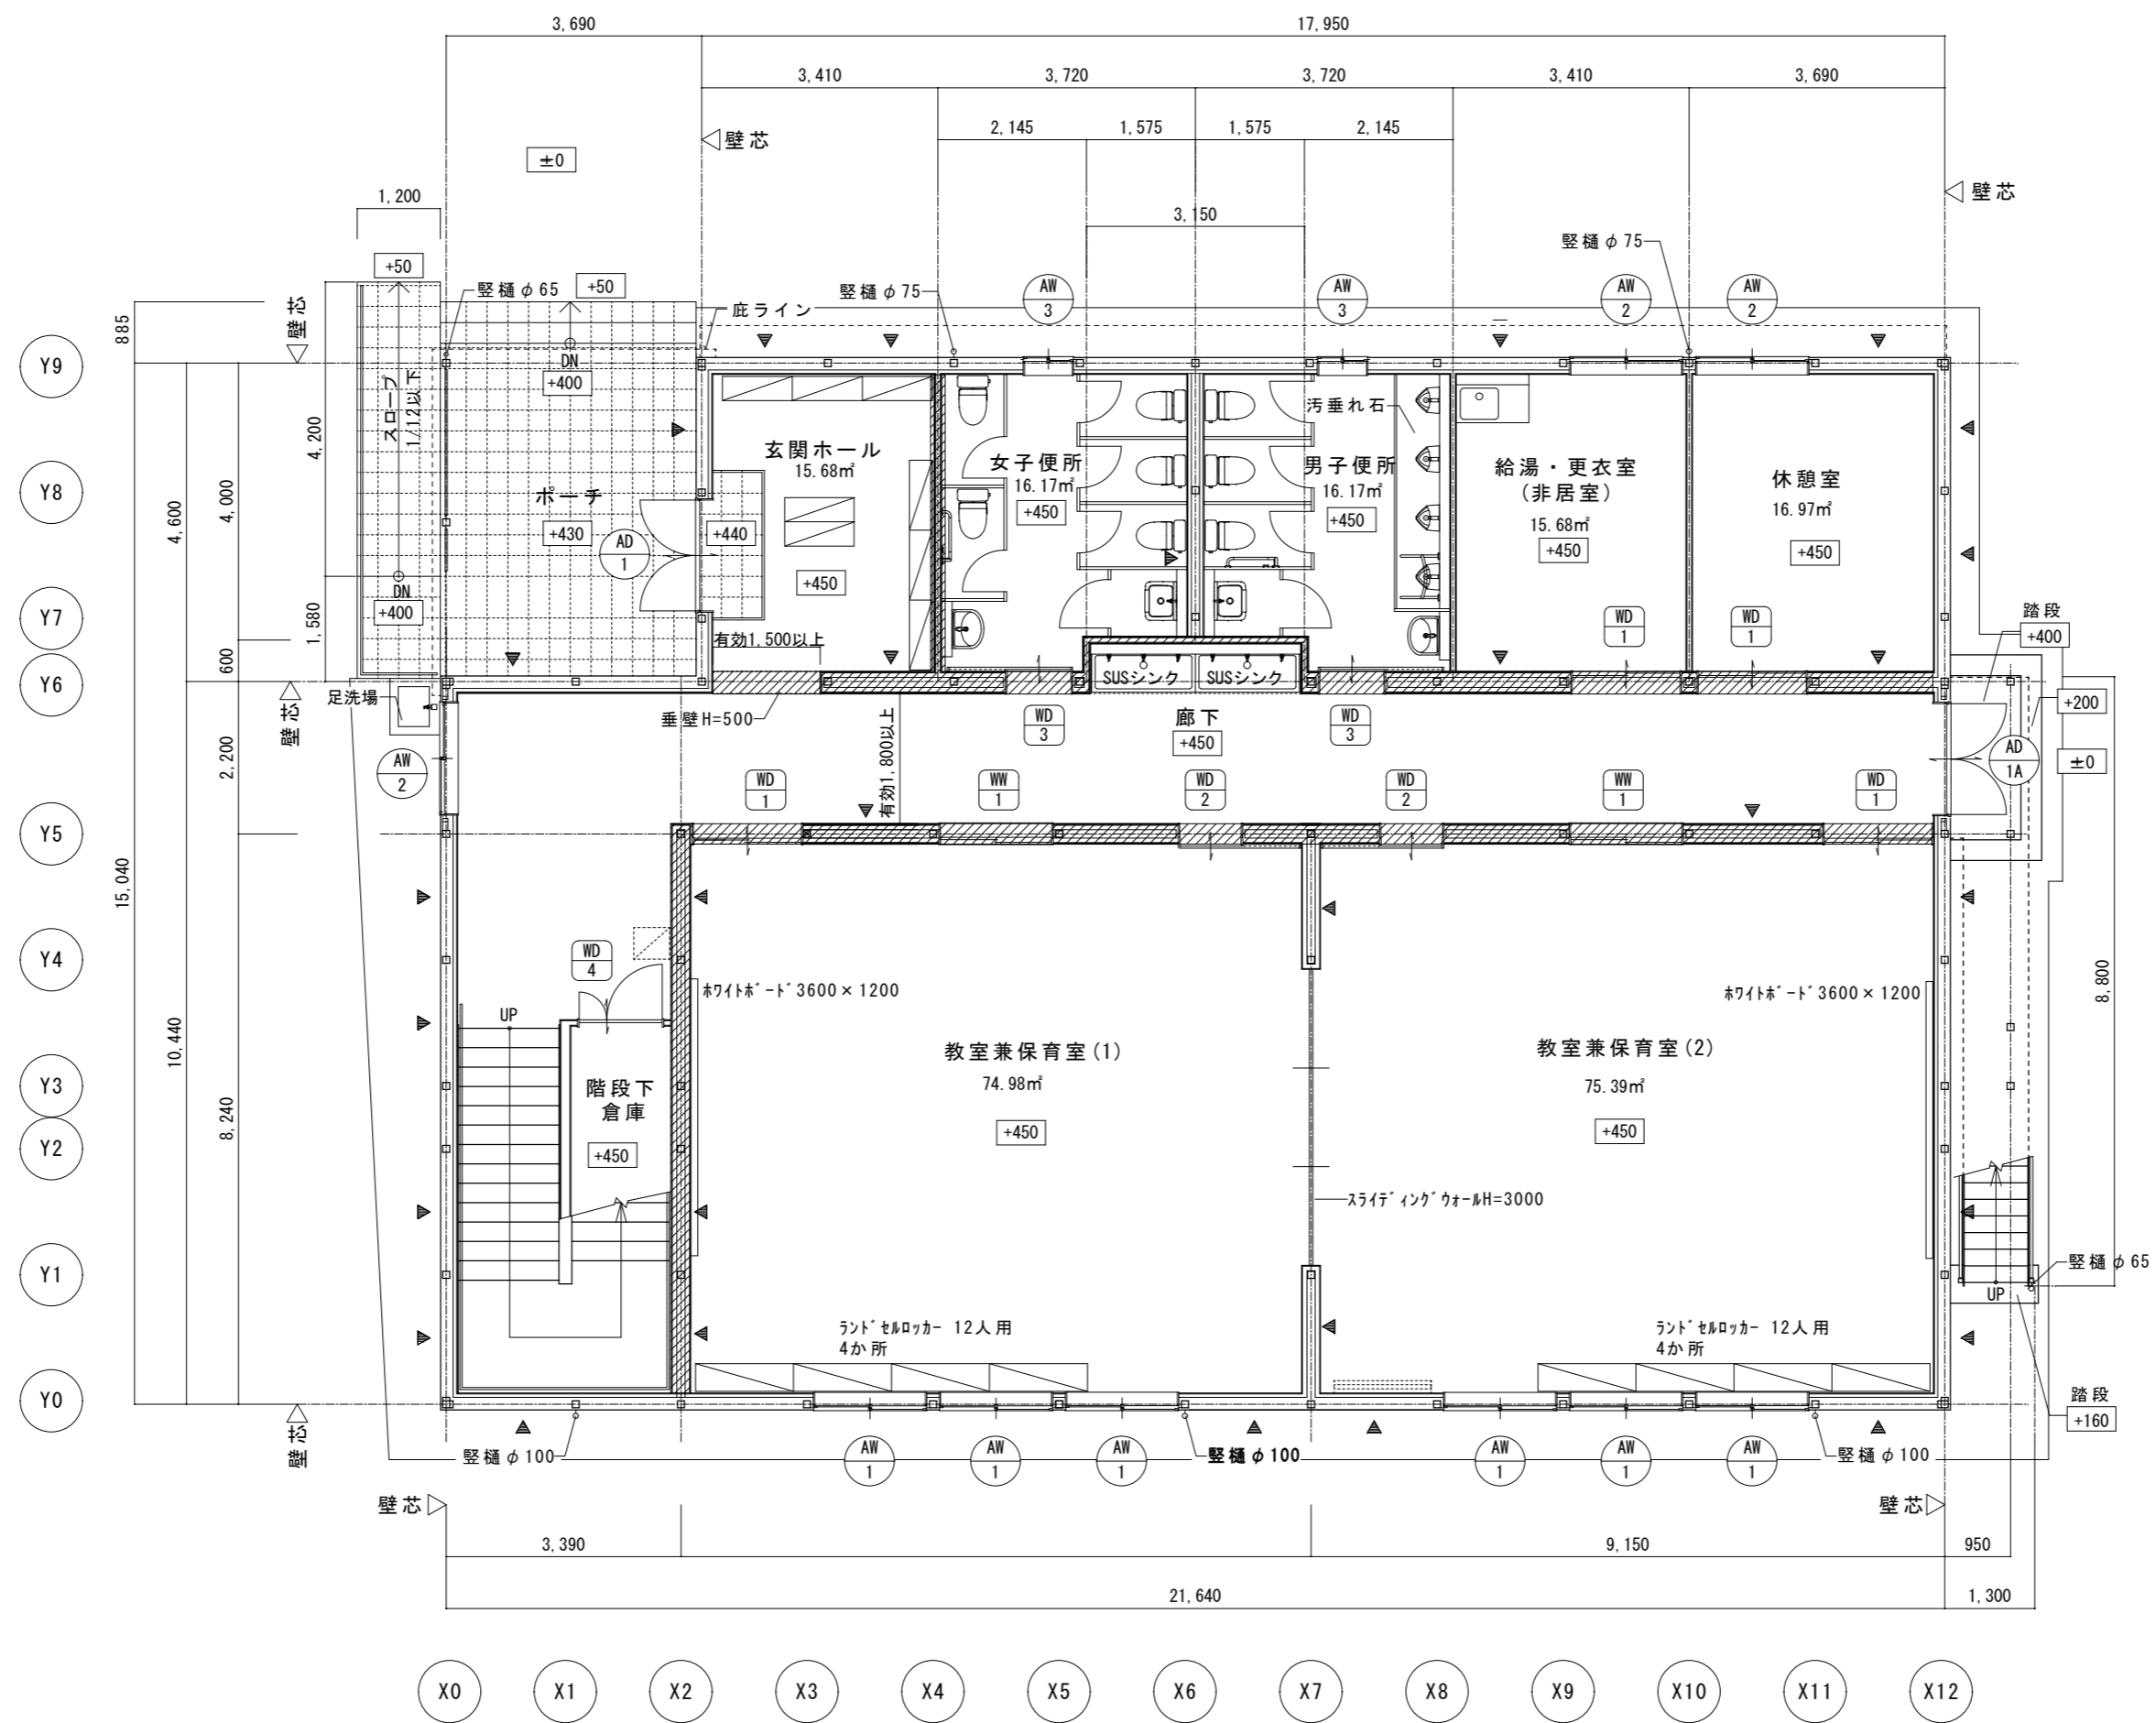 3,690
17,950
3,410
3,720
3,720
3,410
3,690
2,145
1,575
1,575
2,145
壁芯
±0
壁芯
1,200
3,150
竪樋φ75
+50
+50
竪樋φ65
竪樋φ75
AW
3
AW
3
AW
2
AW
2
庇ライン
885
壁芯
Y9
DN
+400
スロープ
1/12以下
汚垂れ石
4,200
4,000
4,600
玄関ホール
15.68㎡
女子便所
16.17㎡
+450
男子便所
16.17㎡
+450
給湯・更衣室
(非居室)
15.68㎡
+450
休憩室
16.97㎡
+450
Y8
ポーチ
+430
AD
1
+440
+450
DN
+400
Y7
1,580
600
有効1,500以上
WD
1
WD
1
踏段
+400
Y6
SUSシンク
SUSシンク
足洗場
壁芯
垂壁H=500
WD
3
廊下
+450
WD
3
+200
AD
1A
±0
2,200
AW
2
有効1,800以上
WD
1
WW
1
WD
2
WD
2
WW
1
WD
1
Y5
15,040
Y4
WD
4
ﾎﾜｲﾄﾎﾞｰﾄﾞ3600×1200
ﾎﾜｲﾄﾎﾞｰﾄﾞ3600×1200
8,800
UP
10,440
教室兼保育室(1)
74.98㎡
+450
教室兼保育室(2)
75.39㎡
+450
Y3
階段下
倉庫
+450
8,240
Y2
ｽﾗｲﾃﾞｨﾝｸﾞｳｫｰﾙH=3000
Y1
竪樋φ65
UP
ﾗﾝﾄﾞｾﾙﾛｯｶｰ 12人用
4か所
ﾗﾝﾄﾞｾﾙﾛｯｶｰ 12人用
4か所
Y0
踏段
+160
壁芯
竪樋φ100
AW
1
AW
1
AW
1
竪樋φ100
AW
1
AW
1
AW
1
竪樋φ100
壁芯
壁芯
3,390
9,150
950
21,640
1,300
X0
X1
X2
X3
X4
X5
X6
X7
X8
X9
X10
X11
X12